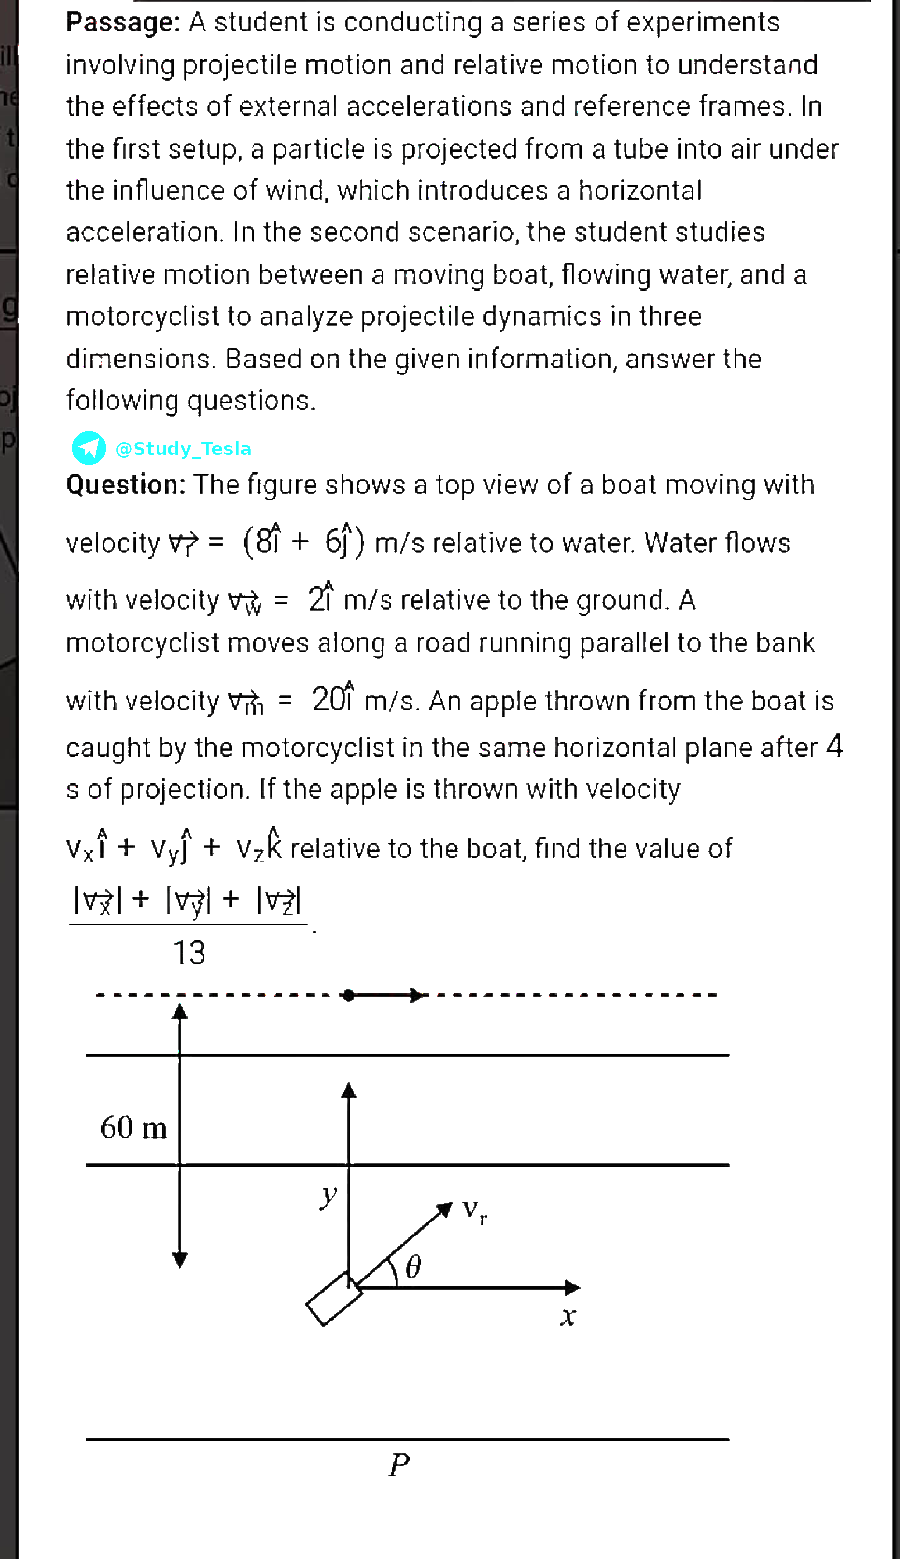 Passage: A student is conducting a series of experiments
involving projectile motion and relative motion to understand
the effects of external accelerations and reference frames. In
the first setup, a particle is projected from a tube into air under
the influence of wind, which introduces a horizontal
acceleration. In the second scenario, the student studies
relative motion between a moving boat, flowing water, and a
motorcyclist to analyze projectile dynamics in three
dimensions. Based on the given information, answer the
following questions.
@Study_Tesla
Question: The figure shows a top view of a boat moving with
velocity v⃗r = (8î + 6ĵ) m/s relative to water. Water flows
with velocity v⃗w = 2î m/s relative to the ground. A
motorcyclist moves along a road running parallel to the bank
with velocity v⃗m = 20î m/s. An apple thrown from the boat is
caught by the motorcyclist in the same horizontal plane after 4
s of projection. If the apple is thrown with velocity
vxî + vyĵ + vzk̂ relative to the boat, find the value of
|v⃗x| + |v⃗y| + |v⃗z|
13
.
60 m
y
vr
θ
x
P